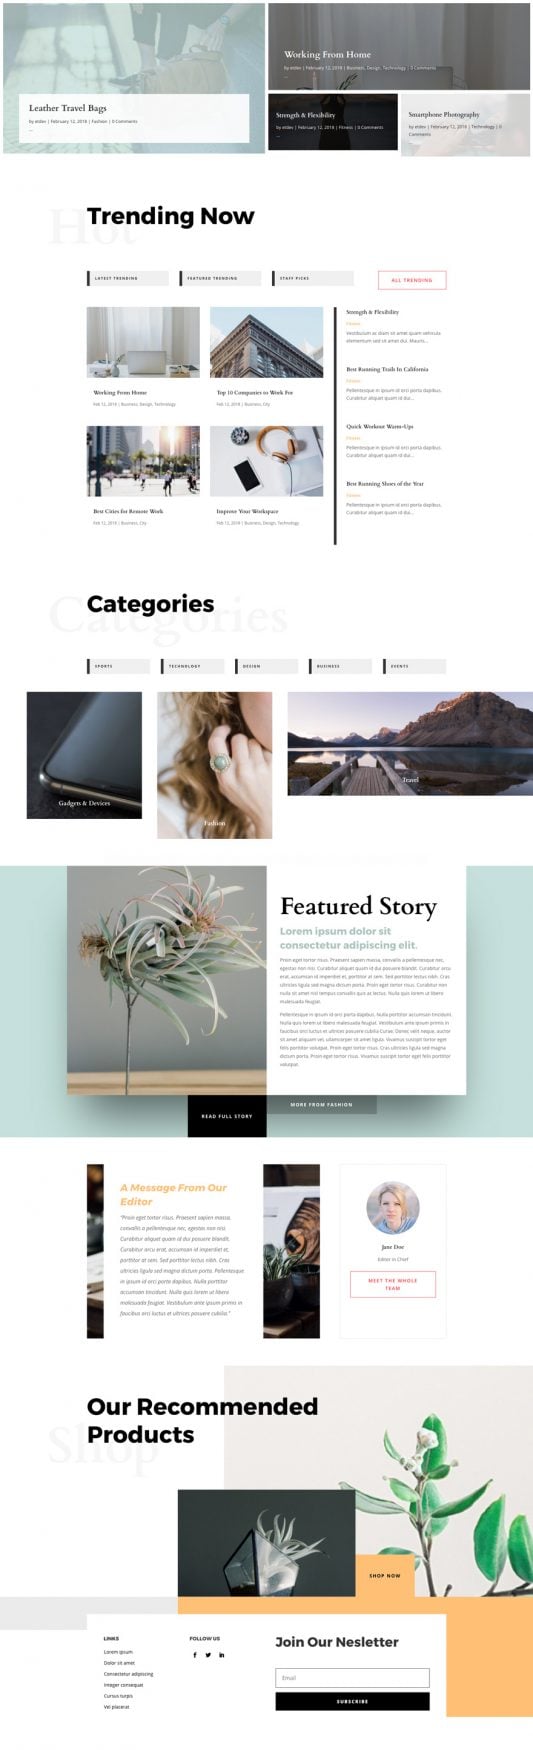 Leather Travel Bags
by etdev | February 12, 2018 | Fashion | 0 Comments
...
Working From Home
by etdev | February 12, 2018 | Business, Design, Technology | 0 Comments
...
Strength & Flexibility
by etdev | February 12, 2018 | Fitness | 0 Comments
...
Smartphone Photography
by etdev | February 12, 2018 | Technology | 0
Comments
Hot
Trending Now
LATEST TRENDING
FEATURED TRENDING
STAFF PICKS
ALL TRENDING
Working From Home
Feb 12, 2018 | Business, Design, Technology
Top 10 Companies to Work For
Feb 12, 2018 | Business, City
Best Cities for Remote Work
Feb 12, 2018 | Business, City
Improve Your Workspace
Feb 12, 2018 | Business, Design, Technology
Strength & Flexibility
Fitness
Vestibulum ac diam sit amet quam vehicula
elementum sed sit amet dui. Mauris...
Best Running Trails In California
Fitness
Pellentesque in ipsum id orci porta dapibus.
Curabitur aliquet quam id dui...
Quick Workout Warm-Ups
Fitness
Pellentesque in ipsum id orci porta dapibus.
Curabitur aliquet quam id dui...
Best Running Shoes of the Year
Fitness
Pellentesque in ipsum id orci porta dapibus.
Curabitur aliquet quam id dui...
Categories
Categories
SPORTS
TECHNOLOGY
DESIGN
BUSINESS
EVENTS
Gadgets & Devices
Fashion
Travel
Featured Story
Lorem ipsum dolor sit
consectetur adipiscing elit.
Proin eget tortor risus. Praesent sapien massa, convallis a pellentesque nec,
egestas non nisi. Curabitur aliquet quam id dui posuere blandit. Curabitur arcu
erat, accumsan id imperdiet et, porttitor at sem. Sed porttitor lectus nibh. Cras
ultricies ligula sed magna dictum porta. Proin eget tortor risus. Curabitur non
nulla sit amet nisl tempus convallis quis ac lectus. Nulla quis lorem ut libero
malesuada feugiat.
Pellentesque in ipsum id orci porta dapibus. Nulla porttitor accumsan tincidunt.
Nulla quis lorem ut libero malesuada feugiat. Vestibulum ante ipsum primis in
faucibus orci luctus et ultrices posuere cubilia Curae; Donec velit neque, auctor
sit amet aliquam vel, ullamcorper sit amet ligula. Vivamus suscipit tortor eget
felis porttitor volutpat. Proin eget tortor risus. Cras ultricies ligula sed magna
dictum porta. Proin eget tortor risus. Vivamus suscipit tortor eget felis porttitor
volutpat.
READ FULL STORY
MORE FROM FASHION
A Message From Our
Editor
"Proin eget tortor risus. Praesent sapien massa,
convallis a pellentesque nec, egestas non nisi.
Curabitur aliquet quam id dui posuere blandit.
Curabitur arcu erat, accumsan id imperdiet et,
porttitor at sem. Sed porttitor lectus nibh. Cras
ultricies ligula sed magna dictum porta. Pellentesque
in ipsum id orci porta dapibus. Nulla porttitor
accumsan tincidunt. Nulla quis lorem ut libero
malesuada feugiat. Vestibulum ante ipsum primis in
faucibus orci luctus et ultrices posuere cubilia."
Jane Doe
Editor in Chief
MEET THE WHOLE
TEAM
Shop
Our Recommended
Products
SHOP NOW
LINKS
Lorem ipsum
Dolor sit amet
Consectetur adipiscing
Integer consequat
Cursus turpis
Vel placerat
FOLLOW US
Join Our Nesletter
Email
SUBSCRIBE